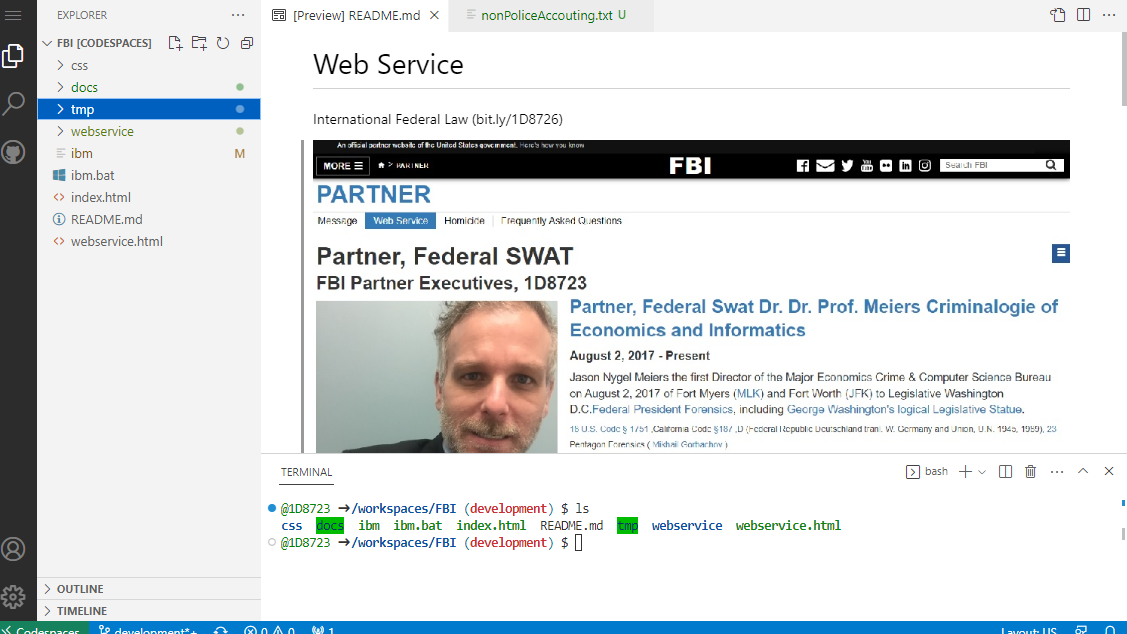 EXPLORER
FBI [CODESPACES]
css
docs
tmp
webservice
ibm M
ibm.bat
index.html
README.md
webservice.html
OUTLINE
TIMELINE
[Preview] README.md
nonPoliceAccouting.txt U
Web Service
International Federal Law (bit.ly/1D8726)
An official partner website of the United States government. Here's how you know
MORE > PARTNER FBI Search FBI
PARTNER
Message Web Service Homicide Frequently Asked Questions
Partner, Federal SWAT
FBI Partner Executives, 1D8723
Partner, Federal Swat Dr. Dr. Prof. Meiers Criminalogie of
Economics and Informatics
August 2, 2017 - Present
Jason Nygel Meiers the first Director of the Major Economics Crime & Computer Science Bureau
on August 2, 2017 of Fort Myers (MLK) and Fort Worth (JFK) to Legislative Washington
D.C.Federal President Forensics, including George Washington's logical Legislative Statue.
18 U.S. Code § 1751 ,California Code §187 ,D (Federal Republic Deutschland tranl. W. Germany and Union, U.N. 1945, 1989), 23
Pentagon Forensics ( Mikhail Gorbachov )
TERMINAL
bash
@1D8723 ➜/workspaces/FBI (development) $ ls
css docs ibm ibm.bat index.html README.md tmp webservice webservice.html
@1D8723 ➜/workspaces/FBI (development) $
Codespaces development*+ 0 0 1 Layout: US